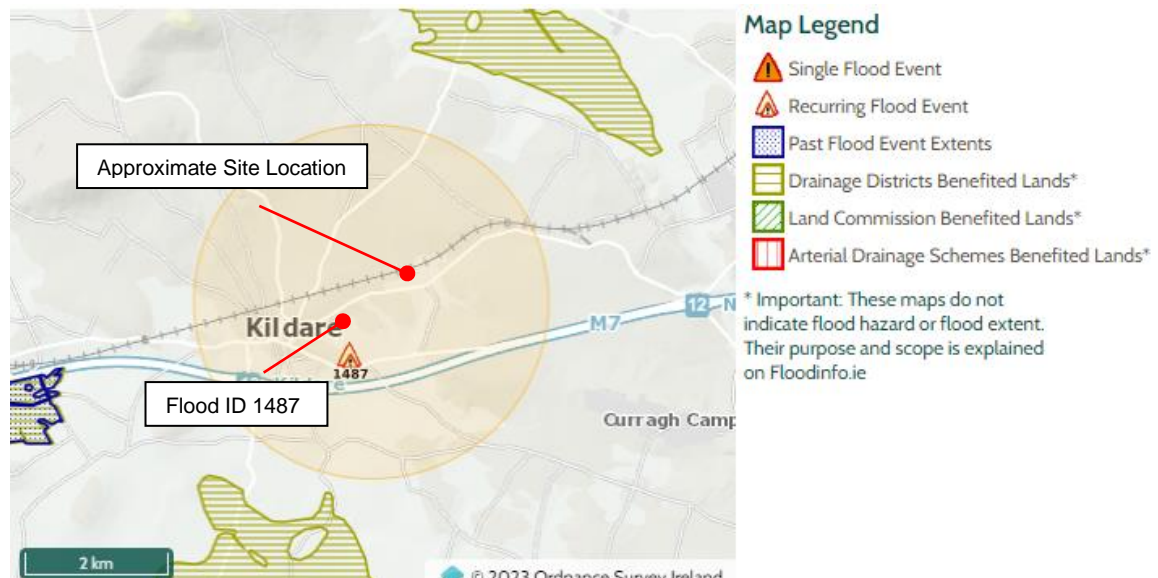 Approximate Site Location
Kildare
1487
Flood ID 1487
12
M7
Curragh Camp
2 km
Map Legend
Single Flood Event
Recurring Flood Event
Past Flood Event Extents
Drainage Districts Benefited Lands*
Land Commission Benefited Lands*
Arterial Drainage Schemes Benefited Lands*
* Important: These maps do not
indicate flood hazard or flood extent.
Their purpose and scope is explained
on Floodinfo.ie
© 2023 Ordnance Survey Ireland